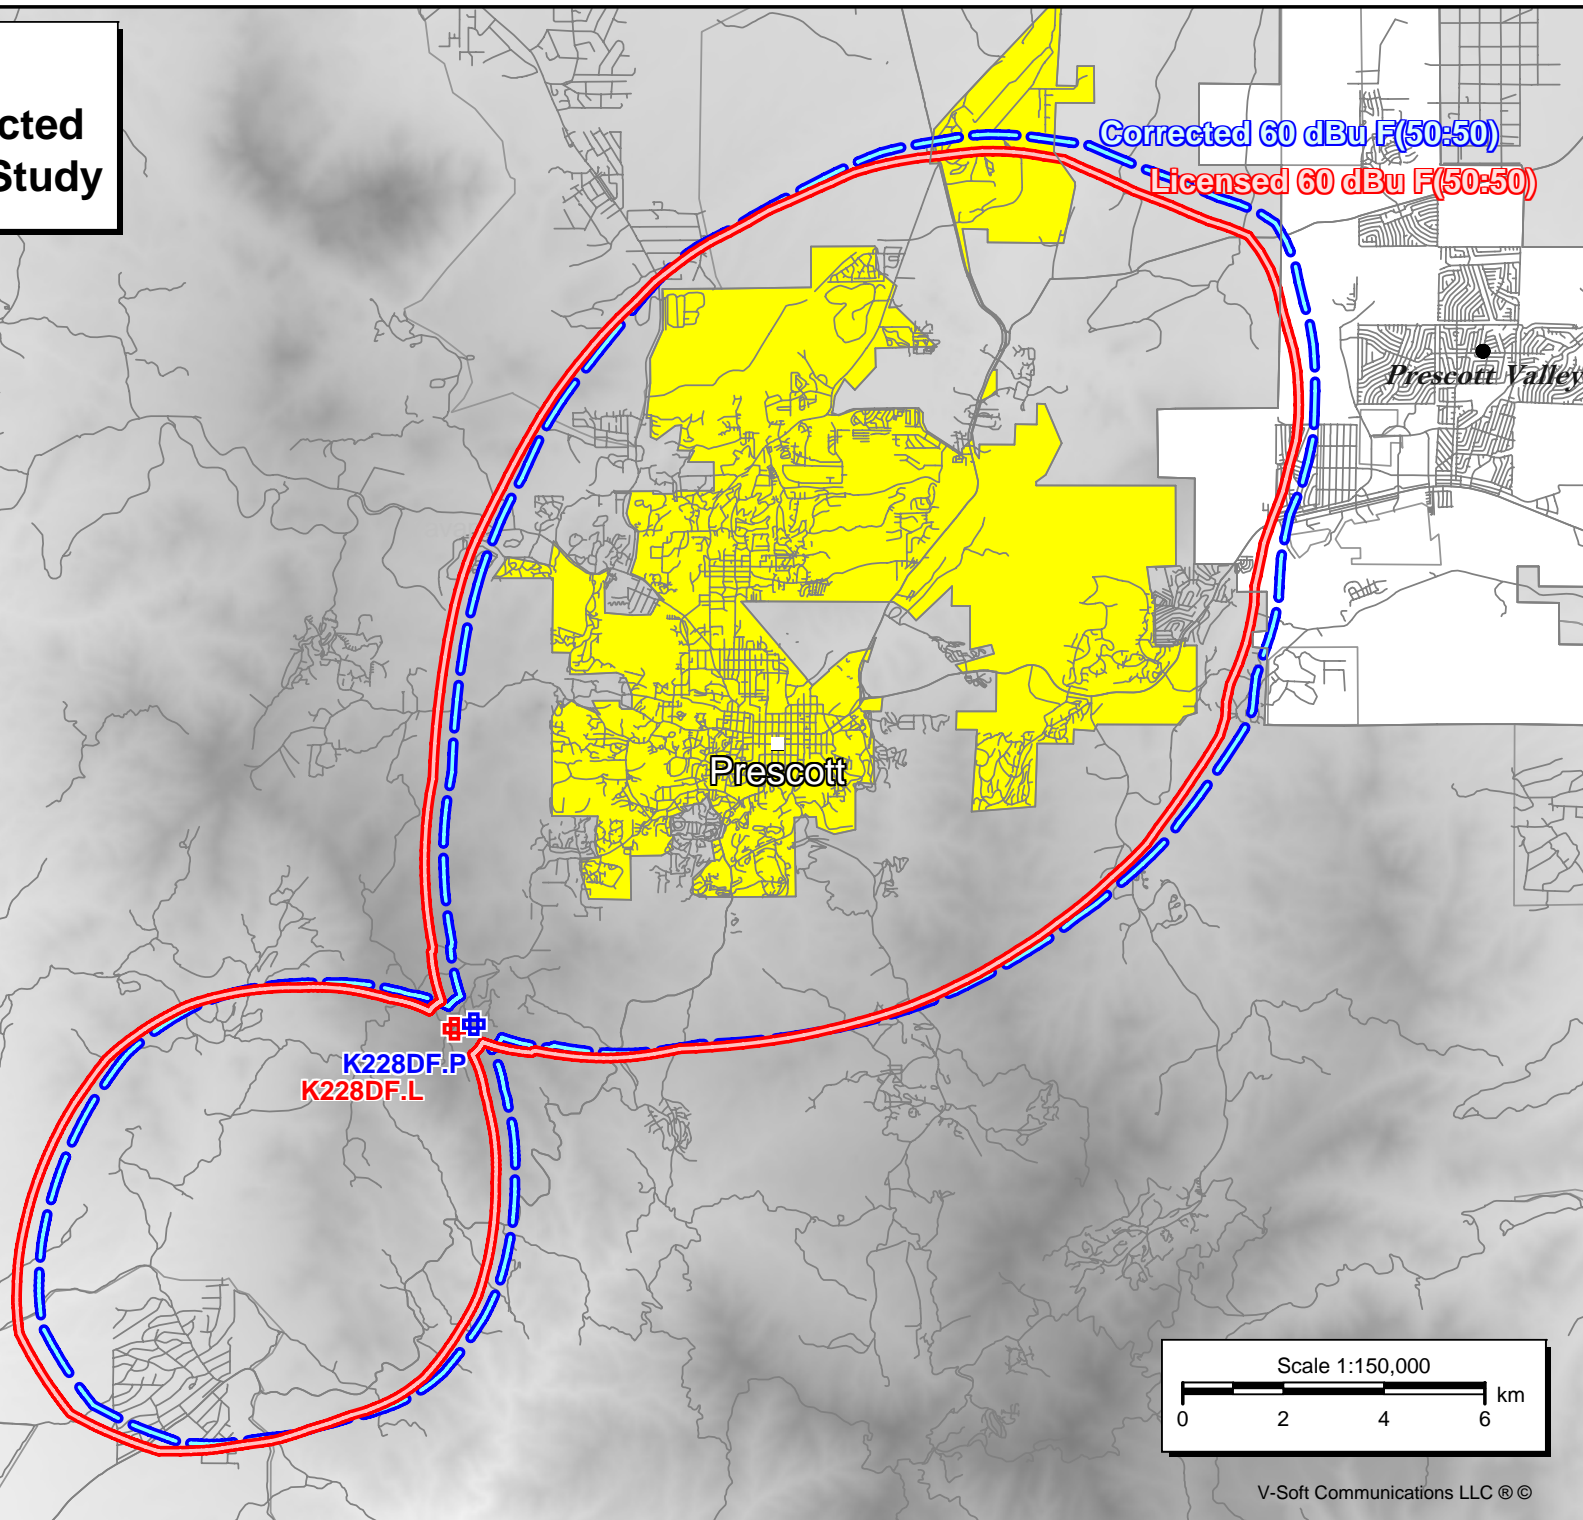 cted
Study
Corrected 60 dBu F(50:50)
Licensed 60 dBu F(50:50)
Prescott Valley
Prescott
K228DF.P
K228DF.L
Scale 1:150,000
km
0 2 4 6
V-Soft Communications LLC ® ©